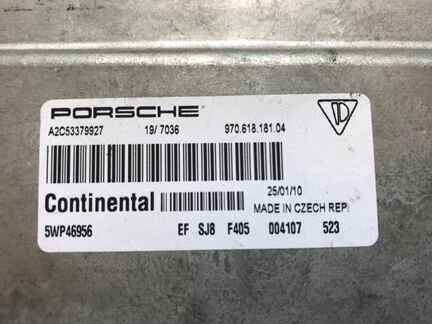 PORSCHE
A2C53379927 19/ 7036 970.618.181.04
Continental 25/01/10
MADE IN CZECH REP.
5WP46956 EF SJ8 F405 004107 523